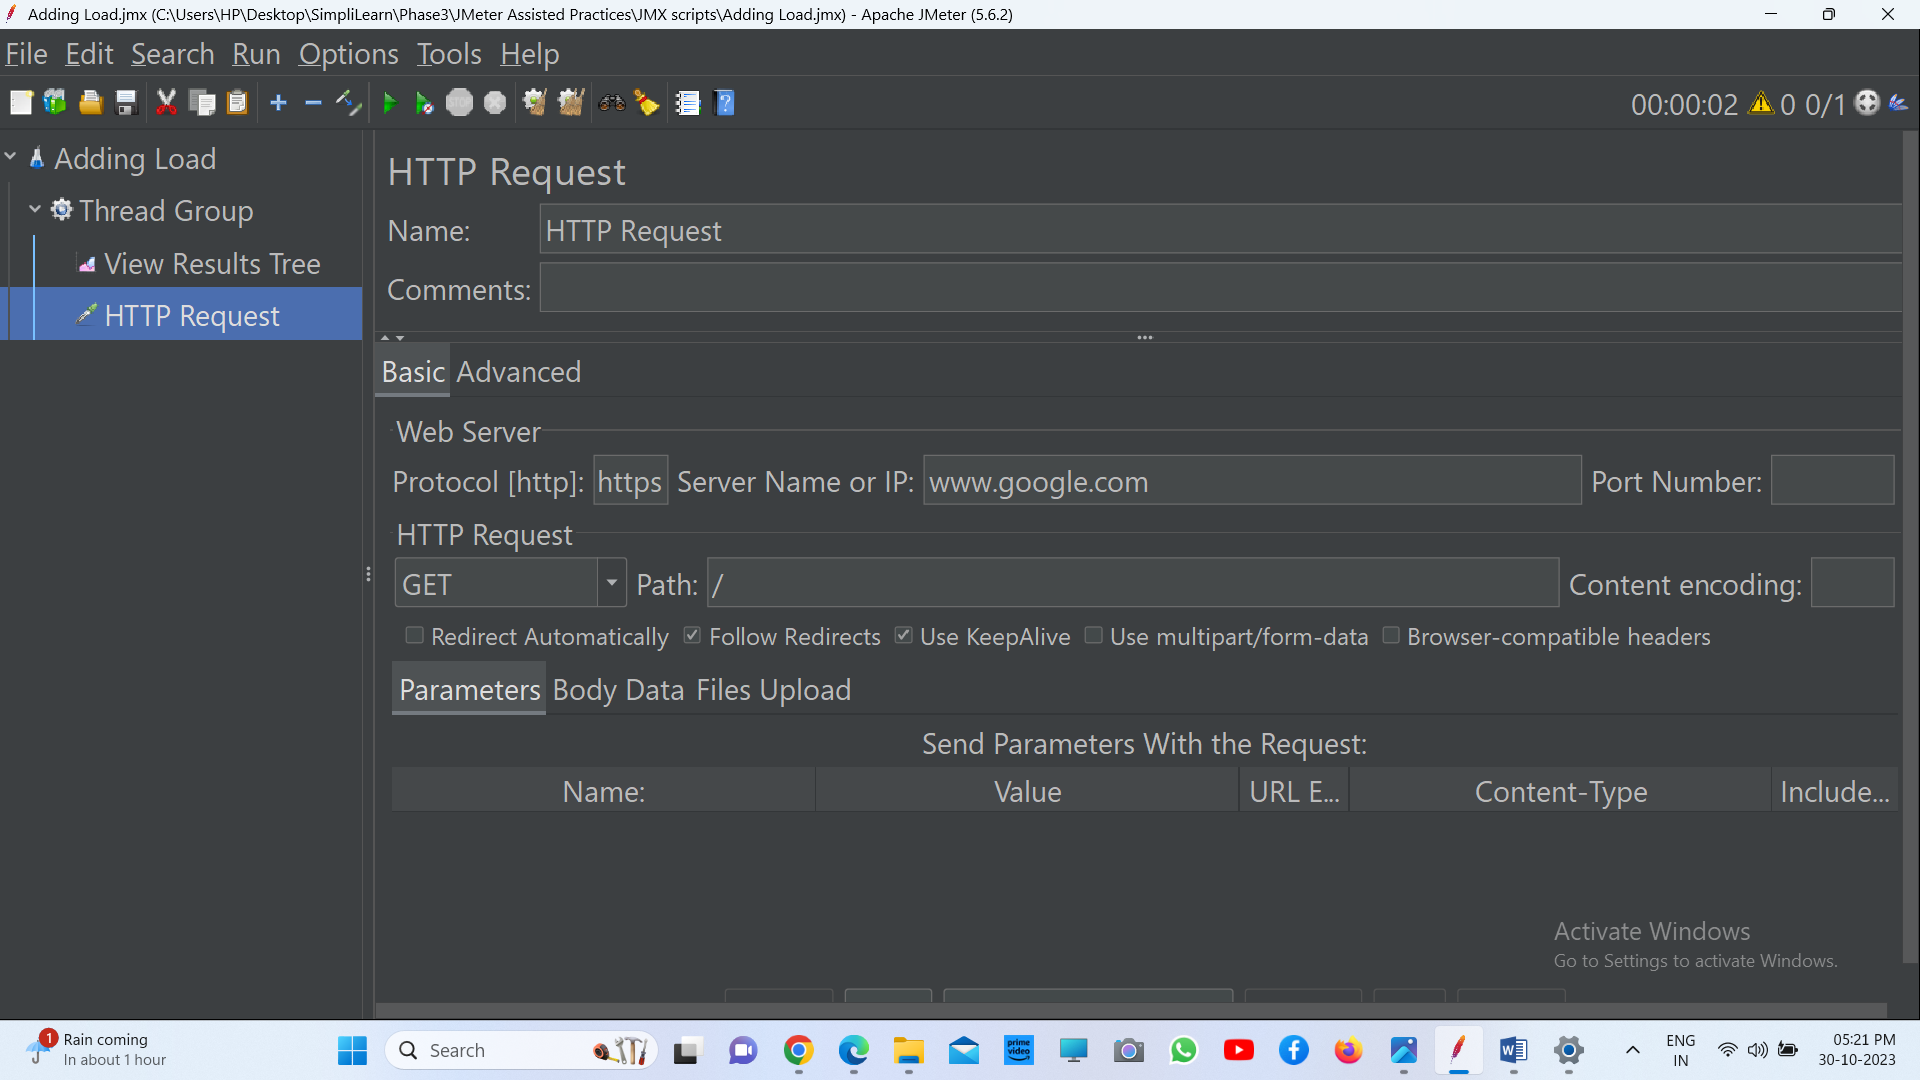 Adding Load.jmx (C:\Users\HP\Desktop\SimpliLearn\Phase3\JMeter Assisted Practices\JMX scripts\Adding Load.jmx) - Apache JMeter (5.6.2)
File Edit Search Run Options Tools Help
STOP
00:00:02 0 0/1
Adding Load
Thread Group
View Results Tree
HTTP Request
HTTP Request
Name: HTTP Request
Comments:
Basic Advanced
Web Server
Protocol [http]: https Server Name or IP: www.google.com Port Number:
HTTP Request
GET Path: / Content encoding:
Redirect Automatically Follow Redirects Use KeepAlive Use multipart/form-data Browser-compatible headers
Parameters Body Data Files Upload
Send Parameters With the Request:
Name: Value URL E... Content-Type Include...
Activate Windows
Go to Settings to activate Windows.
1 Rain coming
In about 1 hour
Search
prime video
ENG
IN
05:21 PM
30-10-2023